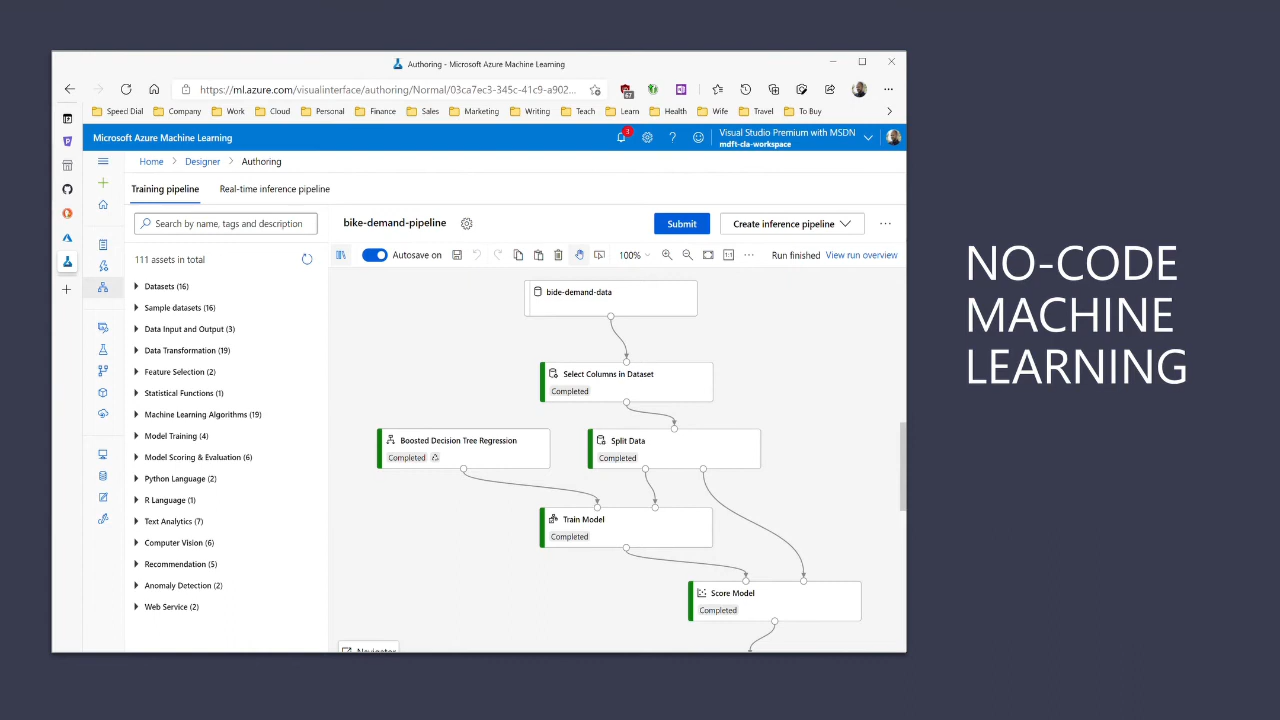 Authoring - Microsoft Azure Machine Learning
https://ml.azure.com/visualinterface/authoring/Normal/03ca7ec3-345c-41c9-a902...
Speed Dial Company Work Cloud Personal Finance Sales Marketing Writing Teach Learn Health Wife Travel To Buy
Microsoft Azure Machine Learning
3
Visual Studio Premium with MSDN
mdft-cla-workspace
Home > Designer > Authoring
Training pipeline Real-time inference pipeline
Search by name, tags and description
bike-demand-pipeline
Submit
Create inference pipeline
111 assets in total
Autosave on
100%
1:1
Run finished View run overview
Datasets (16)
Sample datasets (16)
Data Input and Output (3)
Data Transformation (19)
Feature Selection (2)
Statistical Functions (1)
Machine Learning Algorithms (19)
Model Training (4)
Model Scoring & Evaluation (6)
Python Language (2)
R Language (1)
Text Analytics (7)
Computer Vision (6)
Recommendation (5)
Anomaly Detection (2)
Web Service (2)
bide-demand-data
Select Columns in Dataset
Completed
Boosted Decision Tree Regression
Completed
Split Data
Completed
Train Model
Completed
Score Model
Completed
Navigator
NO-CODE
MACHINE
LEARNING